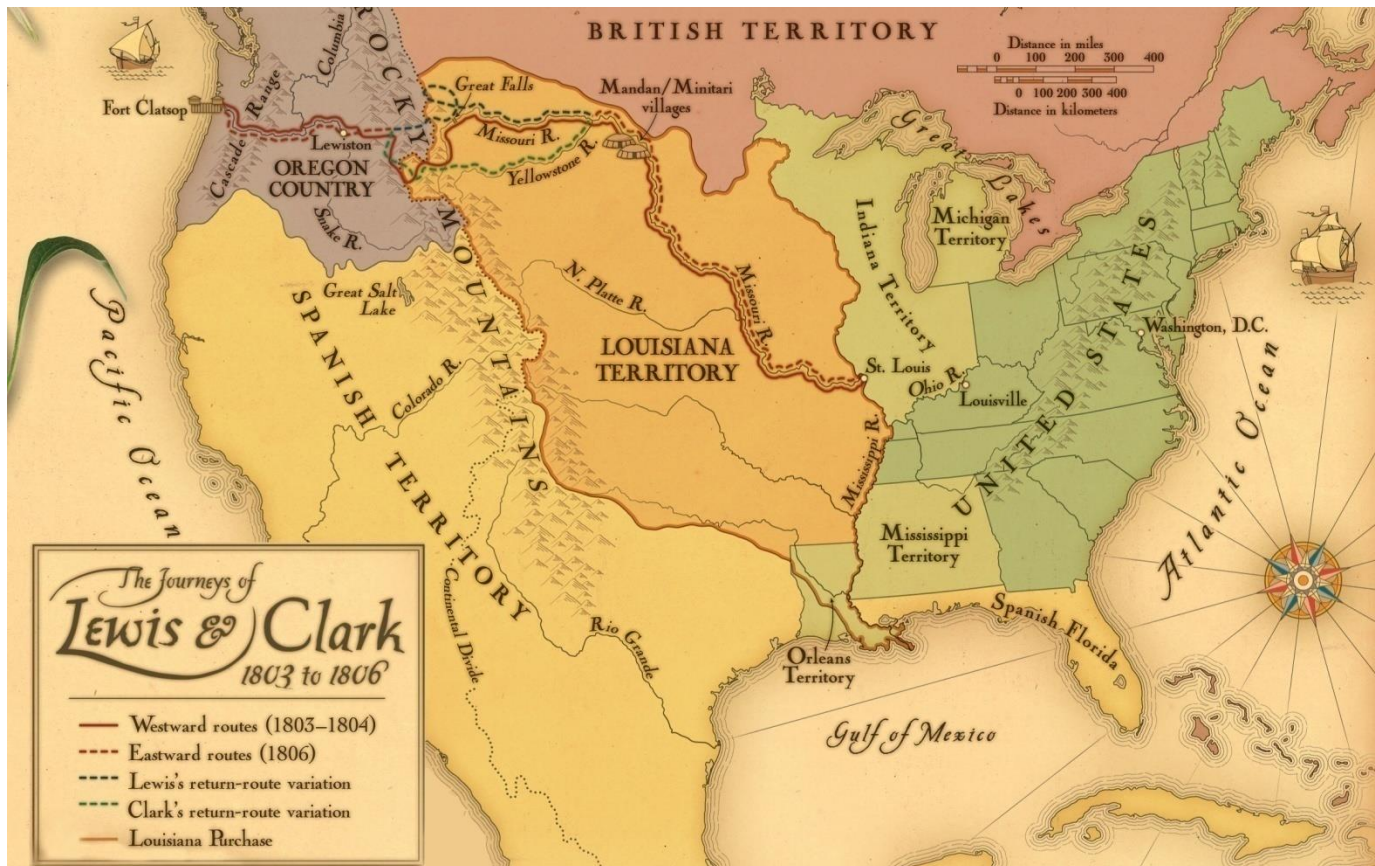 BRITISH TERRITORY
Distance in miles
0 100 200 300 400
0 100 200 300 400
Distance in kilometers
ROCKY
MOUNTAINS
Columbia
Great Falls
Mandan/Minitari
villages
Fort Clatsop
Cascade Range
Lewiston
Missouri R.
Yellowstone R.
OREGON
COUNTRY
Snake R.
Great Lakes
Michigan
Territory
Indiana Territory
Great Salt
Lake
N. Platte R.
Missouri R.
LOUISIANA
TERRITORY
St. Louis
Ohio R.
Louisville
Washington, D.C.
UNITED STATES
Pacific Ocean
SPANISH TERRITORY
Colorado R.
Mississippi R.
Mississippi
Territory
Atlantic Ocean
Continental Divide
Rio Grande
Orleans
Territory
Spanish Florida
Gulf of Mexico
The Journeys of
Lewis & Clark
1803 to 1806
Westward routes (1803–1804)
Eastward routes (1806)
Lewis's return-route variation
Clark's return-route variation
Louisiana Purchase